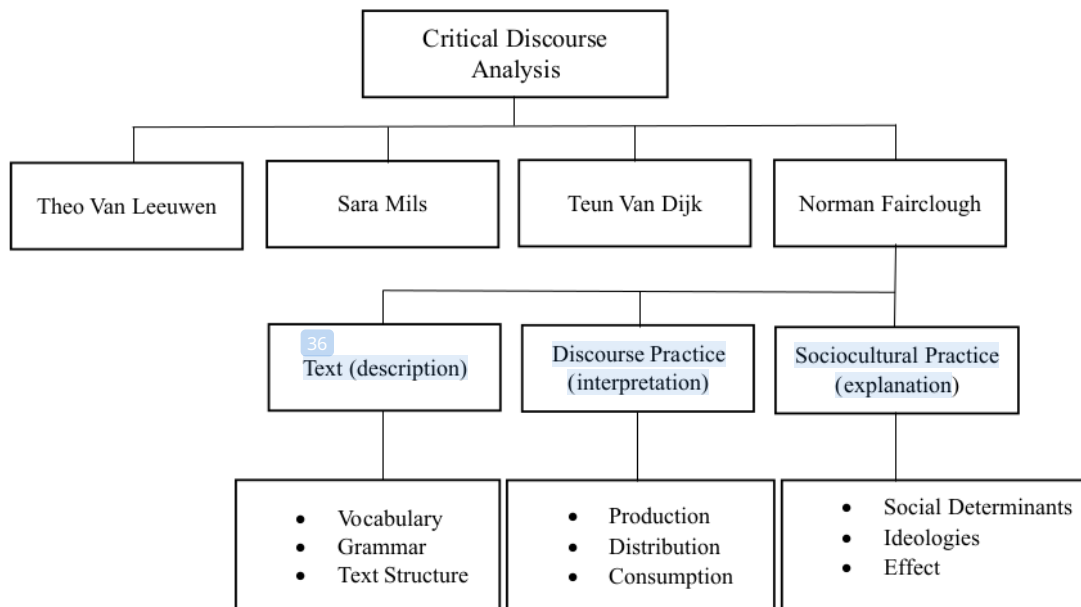 Critical Discourse
Analysis
Theo Van Leeuwen
Sara Mils
Teun Van Dijk
Norman Fairclough
36
Text (description)
Discourse Practice
(interpretation)
Sociocultural Practice
(explanation)
• Vocabulary
• Grammar
• Text Structure
• Production
• Distribution
• Consumption
• Social Determinants
• Ideologies
• Effect